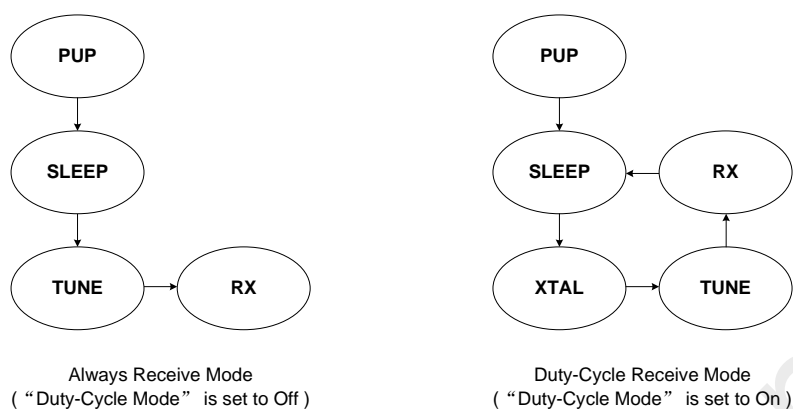 PUP
SLEEP
TUNE
RX
Always Receive Mode
( “Duty-Cycle Mode” is set to Off )
PUP
SLEEP
RX
XTAL
TUNE
Duty-Cycle Receive Mode
( “Duty-Cycle Mode” is set to On )